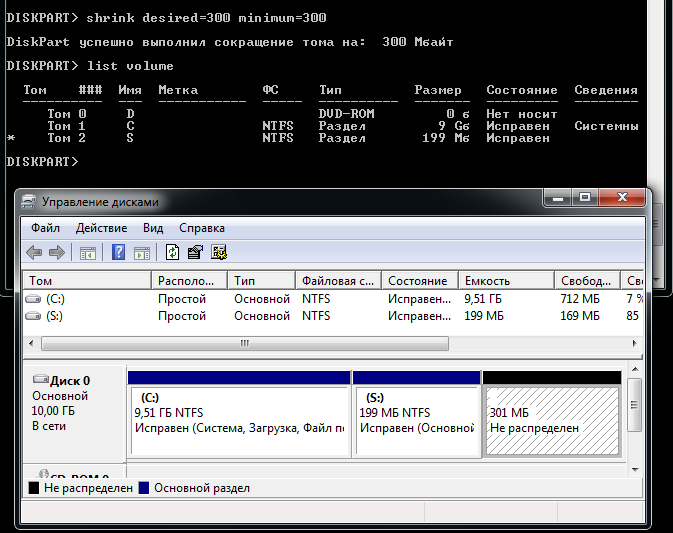 DISKPART> shrink desired=300 minimum=300
DiskPart успешно выполнил сокращение тома на:  300 Мбайт
DISKPART> list volume
Том ### Имя Метка ФС Тип Размер Состояние Сведения
Том 0 D DVD-ROM 0 б Нет носит
Том 1 C NTFS Раздел 9 Gб Исправен Системны
* Том 2 S NTFS Раздел 199 Mб Исправен
DISKPART>
Управление дисками
Файл Действие Вид Справка
Том Располо... Тип Файловая с... Состояние Емкость Свобод... Сво
(C:) Простой Основной NTFS Исправен... 9,51 ГБ 712 МБ 7 %
(S:) Простой Основной NTFS Исправен... 199 МБ 169 МБ 85
Диск 0
Основной
10,00 ГБ
В сети
(C:)
9,51 ГБ NTFS
Исправен (Система, Загрузка, Файл по
(S:)
199 МБ NTFS
Исправен (Основной
301 МБ
Не распределен
CD-ROM 0
Не распределен Основной раздел